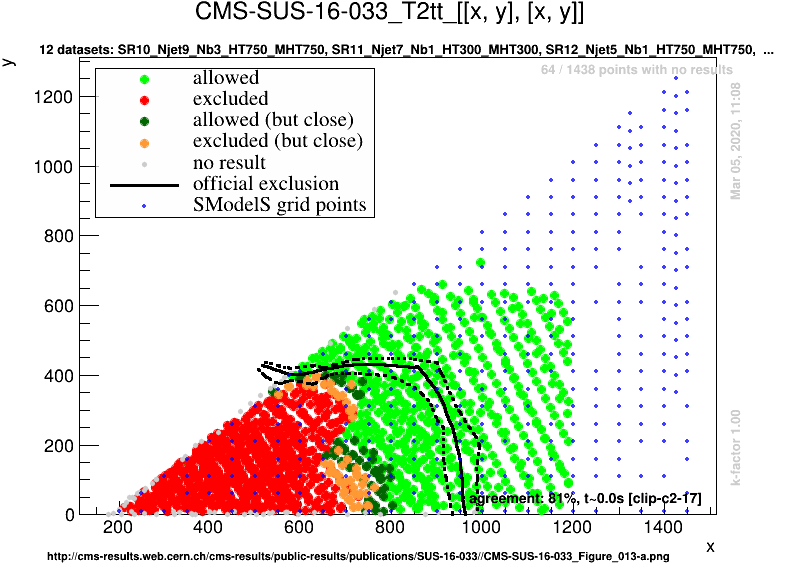 CMS-SUS-16-033_T2tt_[[x, y], [x, y]]
12 datasets: SR10_Njet9_Nb3_HT750_MHT750, SR11_Njet7_Nb1_HT300_MHT300, SR12_Njet5_Nb1_HT750_MHT750, ...
y
64 / 1438 points with no results
allowed
excluded
allowed (but close)
excluded (but close)
no result
official exclusion
SModelS grid points
Mar 05, 2020, 11:08
k-factor 1.00
1200
1000
800
600
400
200
0
agreement: 81%, t~0.0s [clip-c2-17]
200 400 600 800 1000 1200 1400
x
http://cms-results.web.cern.ch/cms-results/public-results/publications/SUS-16-033//CMS-SUS-16-033_Figure_013-a.png